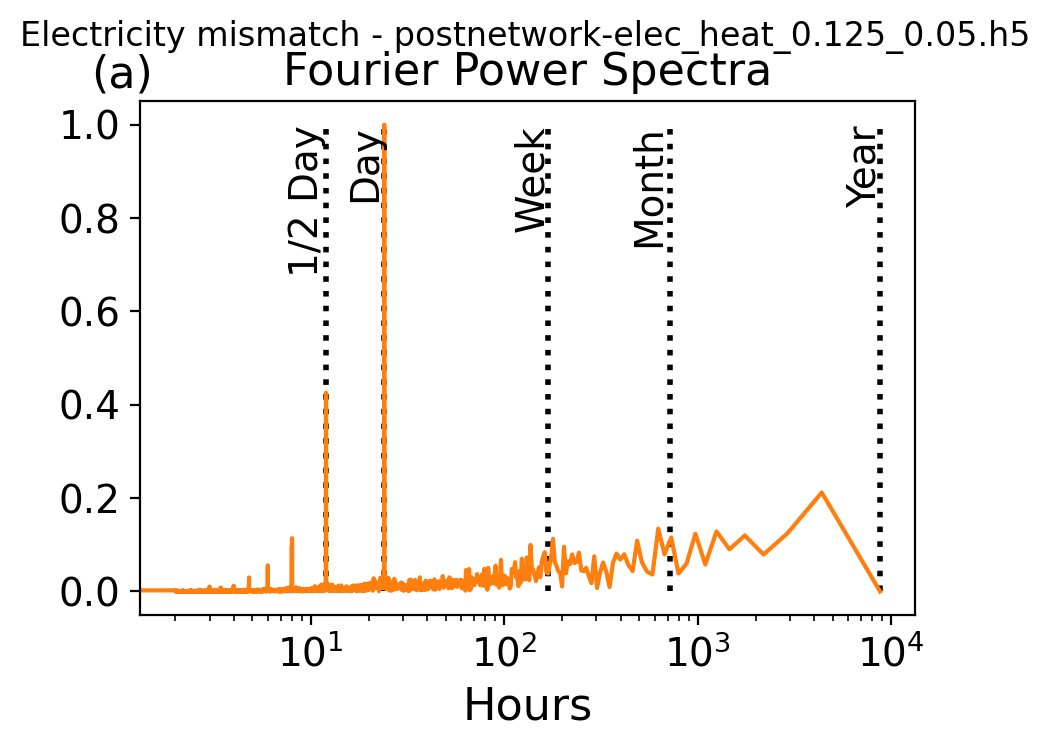 Electricity mismatch - postnetwork-elec_heat_0.125_0.05.h5
(a)
Fourier Power Spectra
1.0
0.8
0.6
0.4
0.2
0.0
1/2 Day
Day
Week
Month
Year
10¹
10²
10³
10⁴
Hours